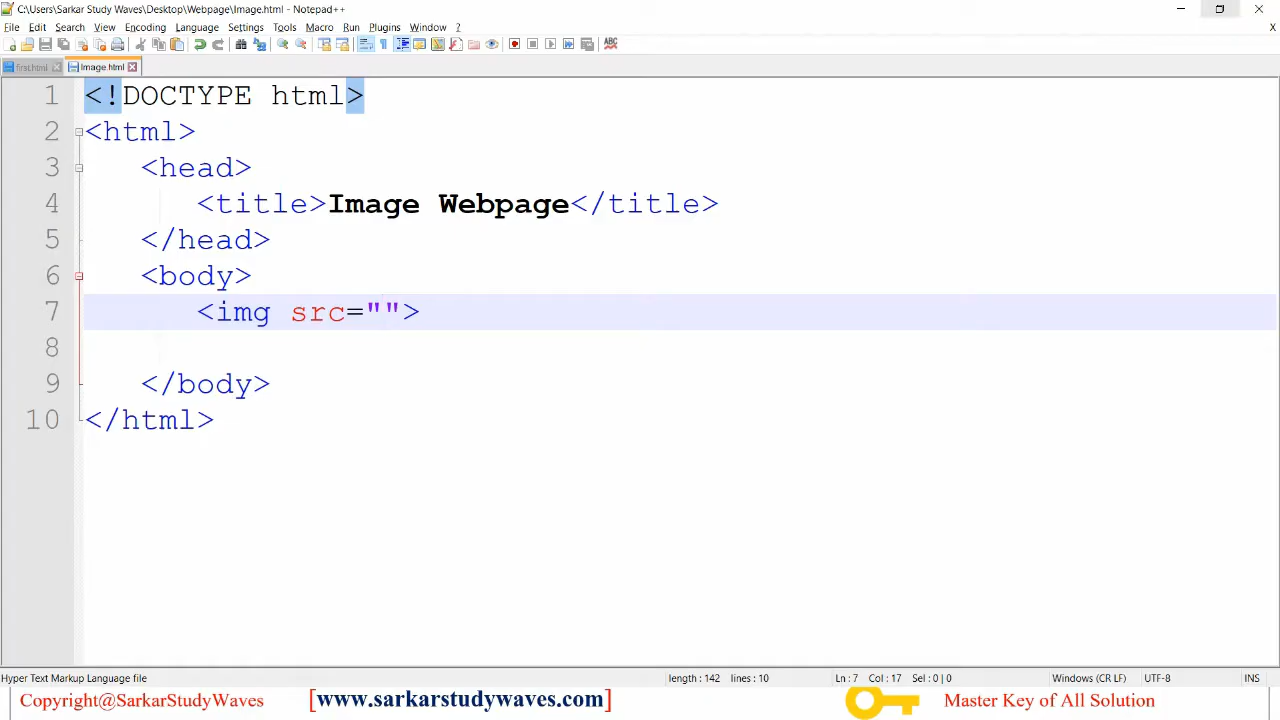 C:\Users\Sarkar Study Waves\Desktop\Webpage\Image.html - Notepad++
File Edit Search View Encoding Language Settings Tools Macro Run Plugins Window ?
X
ABC
first.html Image.html
1 <!DOCTYPE html>
2 <html>
3 <head>
4 <title>Image Webpage</title>
5 </head>
6 <body>
7 <img src="">
8
9 </body>
10 </html>
Hyper Text Markup Language file length : 142 lines : 10 Ln : 7 Col : 17 Sel : 0 | 0 Windows (CR LF) UTF-8 INS
Copyright@SarkarStudyWaves [www.sarkarstudywaves.com] Master Key of All Solution